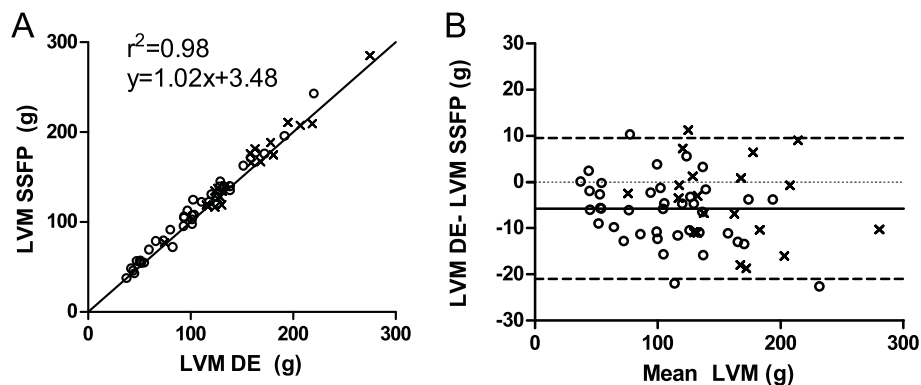 A
r²=0.98
y=1.02x+3.48
LVM SSFP (g)
300
200
100
0
0 100 200 300
LVM DE (g)
B
LVM DE- LVM SSFP (g)
30
20
10
0
-10
-20
-30
0 100 200 300
Mean LVM (g)